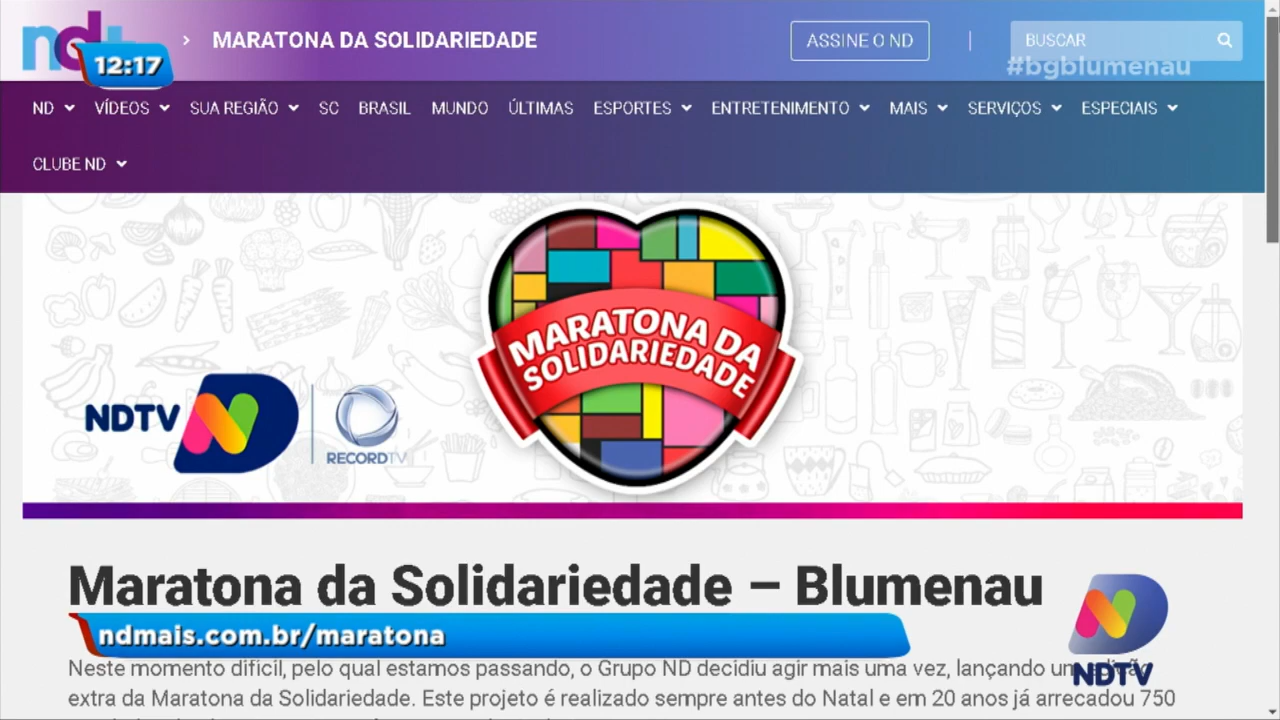 nd+
12:17
MARATONA DA SOLIDARIEDADE
ASSINE O ND
BUSCAR
#bgblumenau
ND
VÍDEOS
SUA REGIÃO
SC
BRASIL
MUNDO
ÚLTIMAS
ESPORTES
ENTRETENIMENTO
MAIS
SERVIÇOS
ESPECIAIS
CLUBE ND
MARATONA DA
SOLIDARIEDADE
NDTV
RECORDTV
Maratona da Solidariedade – Blumenau
ndmais.com.br/maratona
Neste momento difícil, pelo qual estamos passando, o Grupo ND decidiu agir mais uma vez, lançando
NDTV
extra da Maratona da Solidariedade. Este projeto é realizado sempre antes do Natal e em 20 anos já arrecadou 750